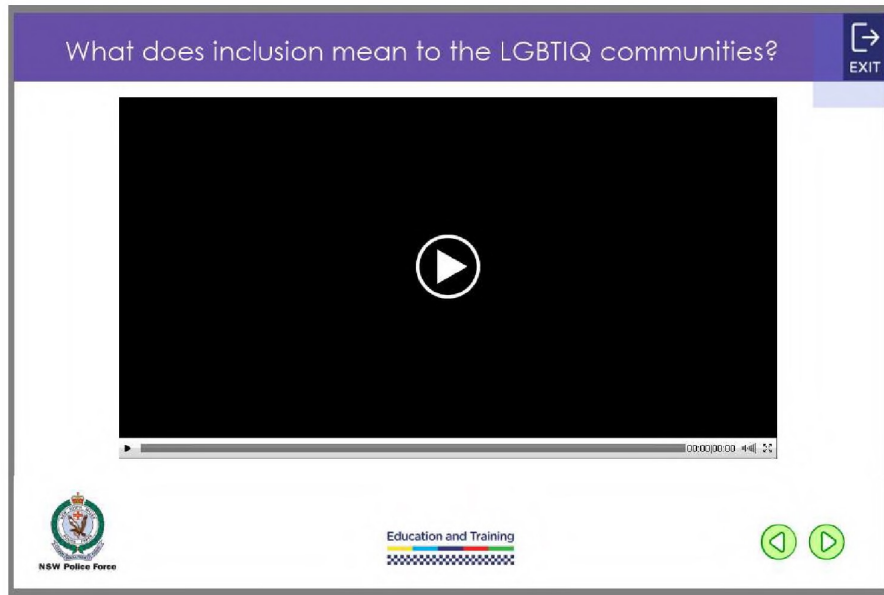 What does inclusion mean to the LGBTIQ communities?
EXIT
00:00|00:00
NSW Police Force
Education and Training